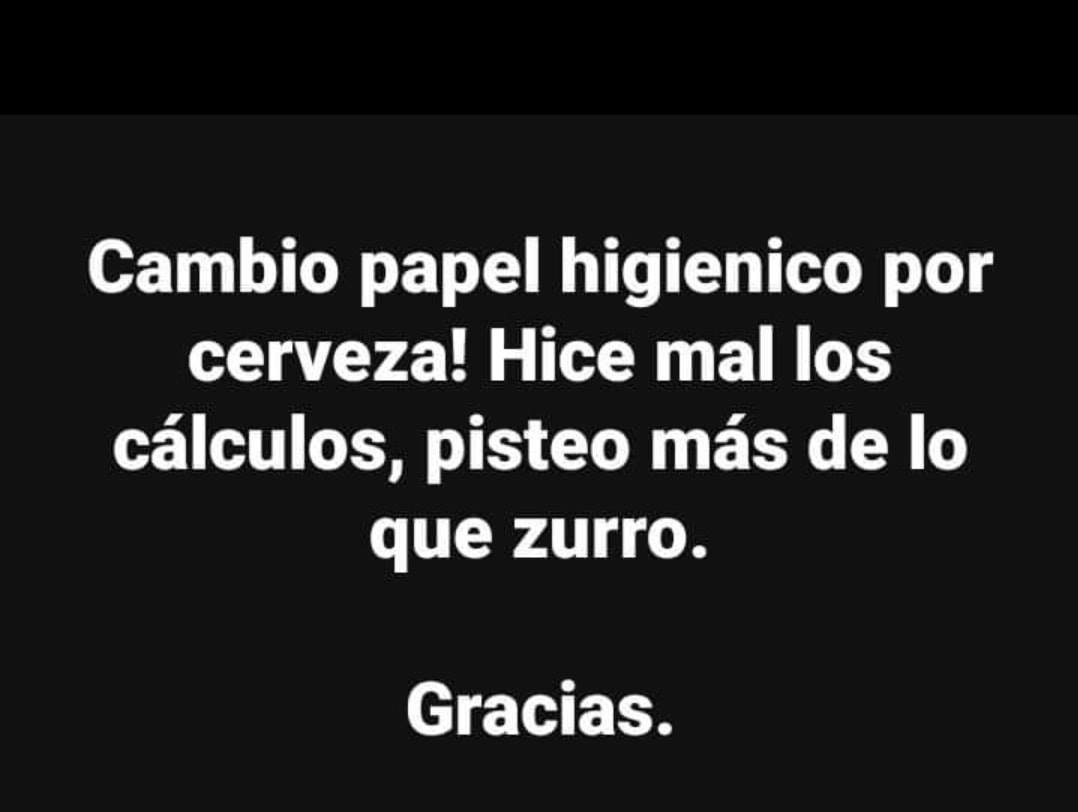 Cambio papel higienico por
cerveza! Hice mal los
cálculos, pisteo más de lo
que zurro.
Gracias.